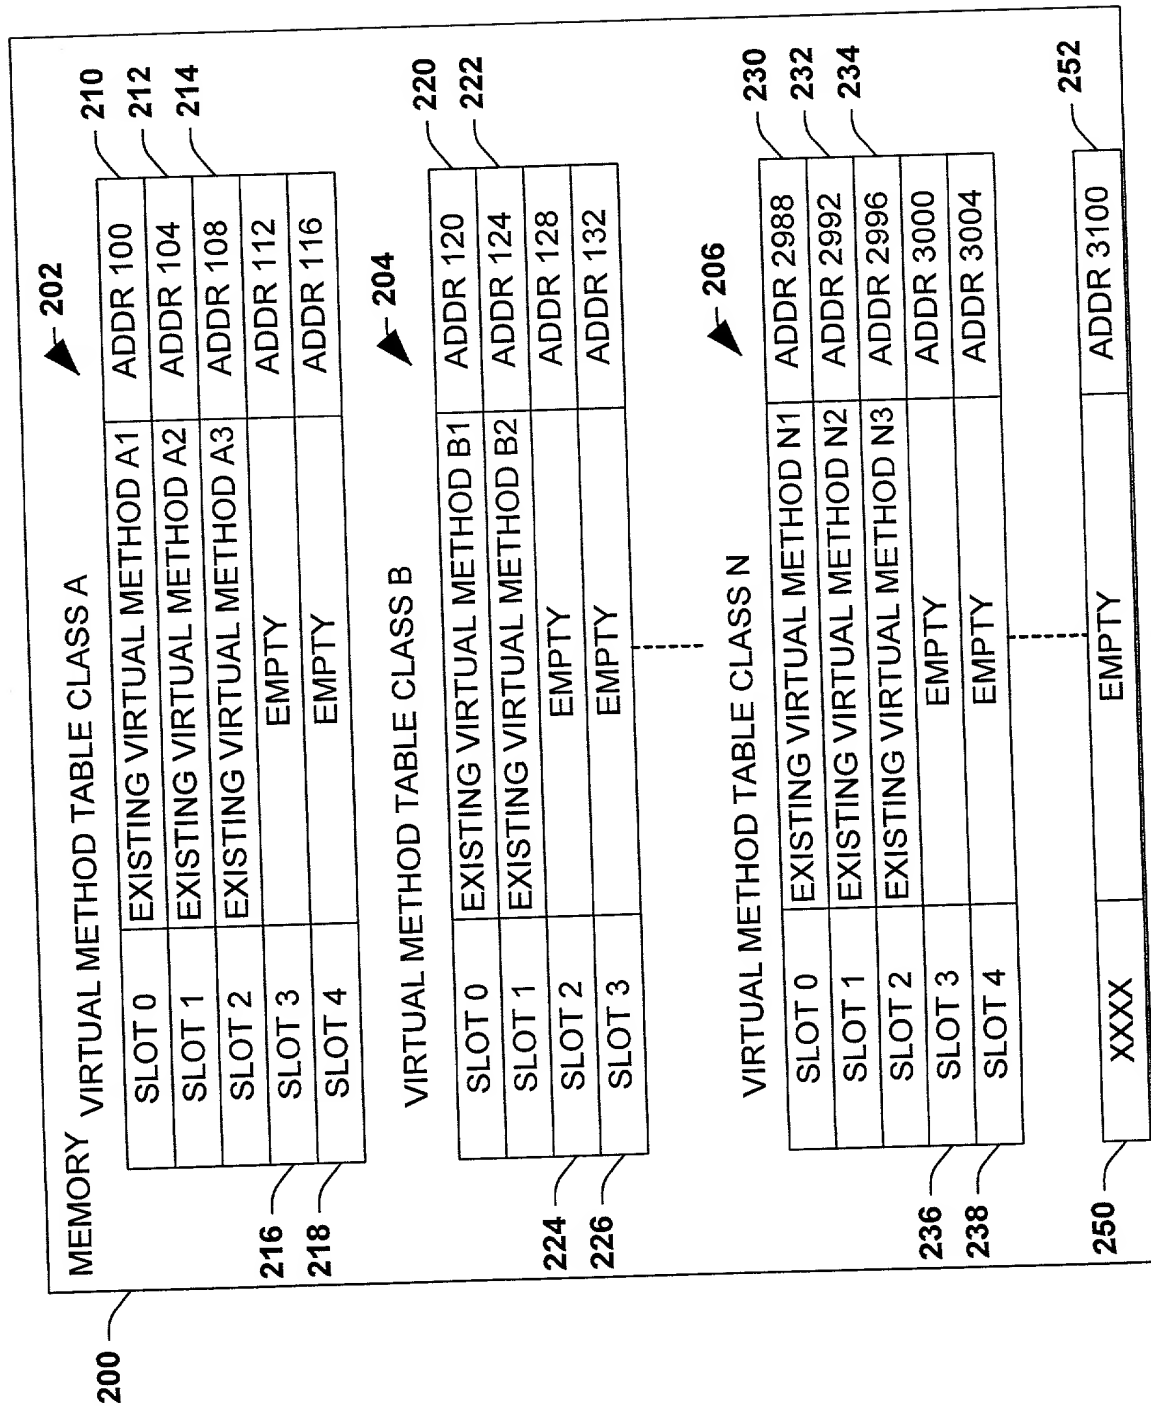 200
MEMORY
VIRTUAL METHOD TABLE CLASS A
202
SLOT 0 EXISTING VIRTUAL METHOD A1 ADDR 100 210
SLOT 1 EXISTING VIRTUAL METHOD A2 ADDR 104 212
SLOT 2 EXISTING VIRTUAL METHOD A3 ADDR 108 214
216 SLOT 3 EMPTY ADDR 112
218 SLOT 4 EMPTY ADDR 116
VIRTUAL METHOD TABLE CLASS B
204
SLOT 0 EXISTING VIRTUAL METHOD B1 ADDR 120 220
SLOT 1 EXISTING VIRTUAL METHOD B2 ADDR 124 222
224 SLOT 2 EMPTY ADDR 128
226 SLOT 3 EMPTY ADDR 132
VIRTUAL METHOD TABLE CLASS N
206
SLOT 0 EXISTING VIRTUAL METHOD N1 ADDR 2988 230
SLOT 1 EXISTING VIRTUAL METHOD N2 ADDR 2992 232
SLOT 2 EXISTING VIRTUAL METHOD N3 ADDR 2996 234
236 SLOT 3 EMPTY ADDR 3000
238 SLOT 4 EMPTY ADDR 3004
250 XXXX EMPTY ADDR 3100 252